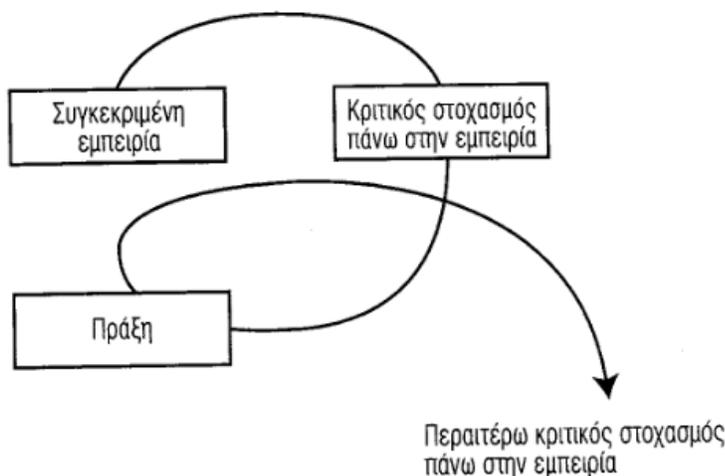 Συγκεκριμένη
εμπειρία
Κριτικός στοχασμός
πάνω στην εμπειρία
Πράξη
Περαιτέρω κριτικός στοχασμός
πάνω στην εμπειρία